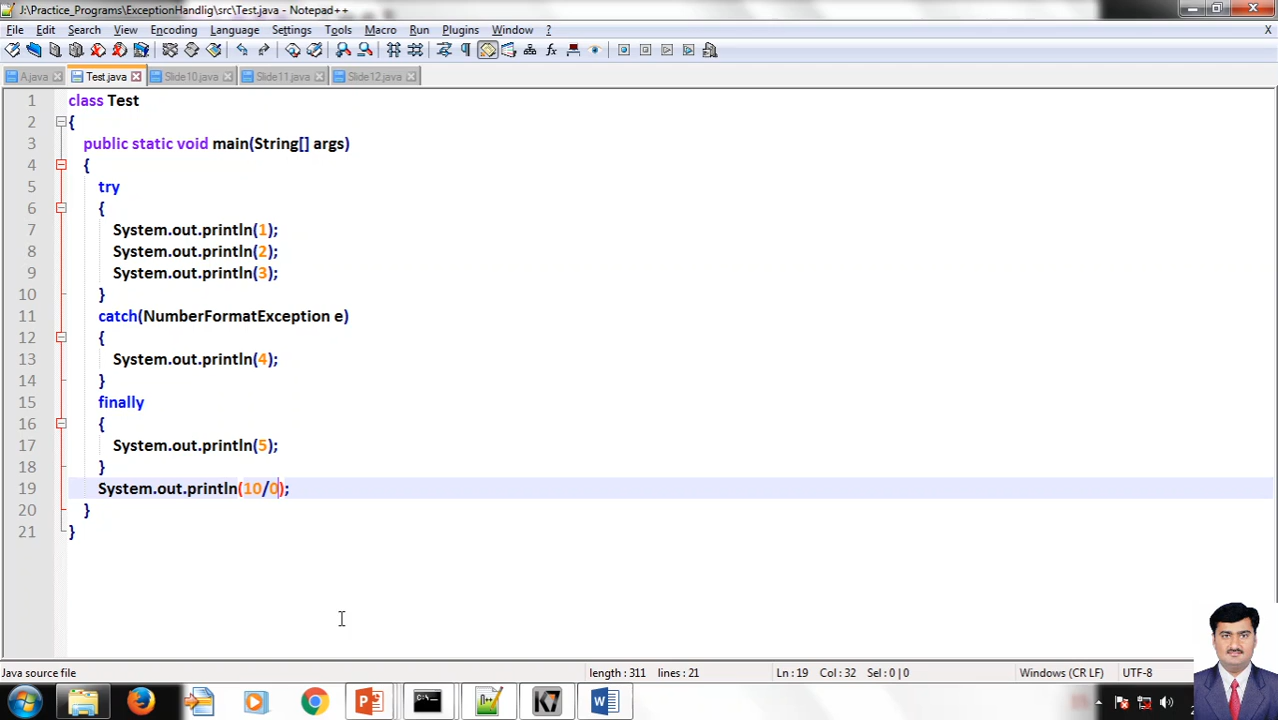 J:\Practice_Programs\ExceptionHandlig\src\Test.java - Notepad++
File Edit Search View Encoding Language Settings Tools Macro Run Plugins Window ? X
A.java Test.java Slide10.java Slide11.java Slide12.java
1 class Test
2 {
3 public static void main(String[] args)
4 {
5 try
6 {
7 System.out.println(1);
8 System.out.println(2);
9 System.out.println(3);
10 }
11 catch(NumberFormatException e)
12 {
13 System.out.println(4);
14 }
15 finally
16 {
17 System.out.println(5);
18 }
19 System.out.println(10/0);
20 }
21 }
Java source file length : 311 lines : 21 Ln : 19 Col : 32 Sel : 0 | 0 Windows (CR LF) UTF-8